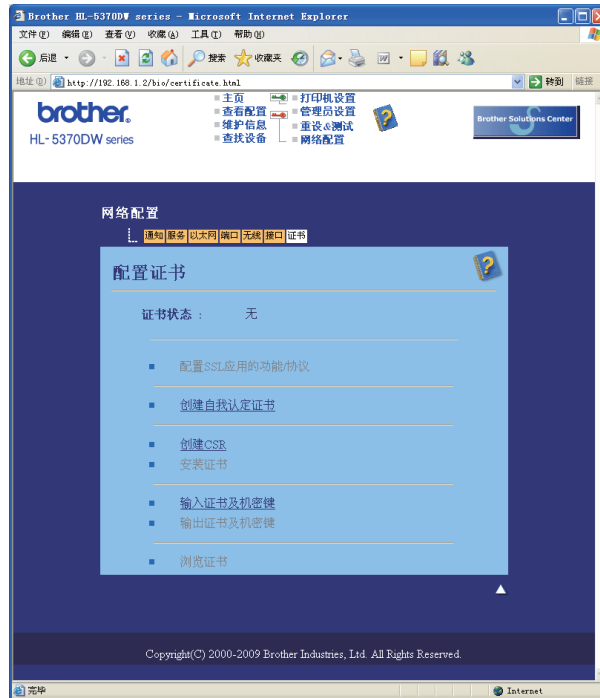 Brother HL-5370DW series - Microsoft Internet Explorer
文件(F) 编辑(E) 查看(V) 收藏(A) 工具(T) 帮助(H)
后退 搜索 收藏夹
地址(D) http://192.168.1.2/bio/certificate.html 转到 链接
brother
HL-5370DW series
主页 打印机设置
查看配置 管理员设置
维护信息 重设&测试
查找设备 网络配置
Brother Solutions Center
网络配置
通知 服务 以太网 端口 无线 接口 证书
配置证书
证书状态 : 无
配置SSL应用的功能/协议
创建自我认定证书
创建CSR
安装证书
输入证书及机密键
输出证书及机密键
浏览证书
Copyright(C) 2000-2009 Brother Industries, Ltd. All Rights Reserved.
完毕 Internet